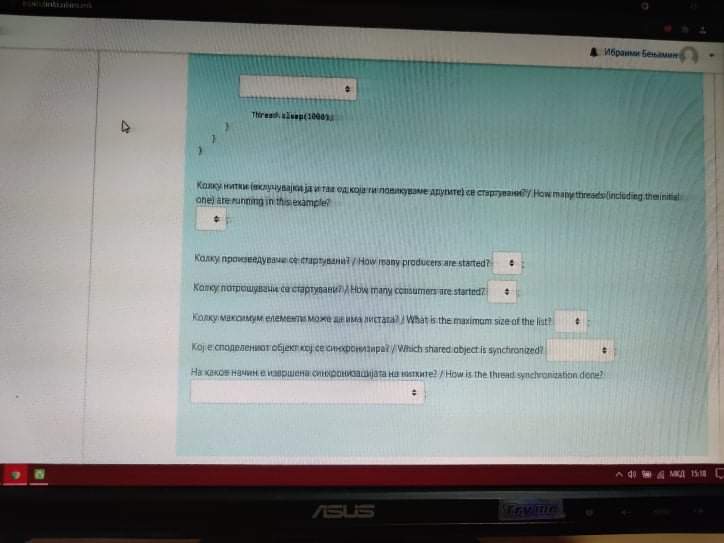 Ибраими Бењамин
Thread.sleep(1000);
}
}
}
Колку нитки (вклучувајки ја и таа од која ги повикуваме другите) се стартувани? / How many threads (including the initial
one) are running in this example?
;
Колку произведувачи се стартувани? / How many producers are started? ;
Колку потрошувачи се стартувани? / How many consumers are started? ;
Колку максимум елементи може да има листата? / What is the maximum size of the list? ;
Кој е споделениот објект кој се синхронизира? / Which shared object is synchronized? ;
На каков начин е извршена синхронизацијата на нитките? / How is the thread synchronization done?
;
МКД 15:18
ASUS